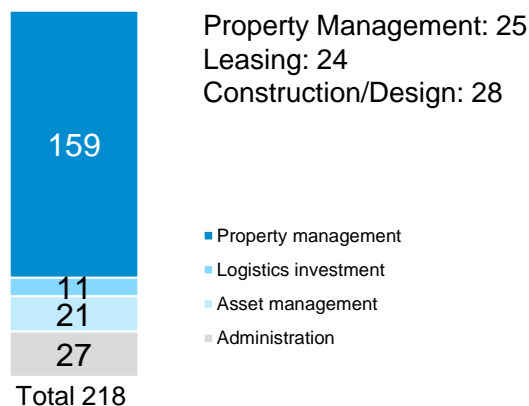 Property Management: 25
Leasing: 24
Construction/Design: 28
159
11
21
27
Total 218
Property management
Logistics investment
Asset management
Administration